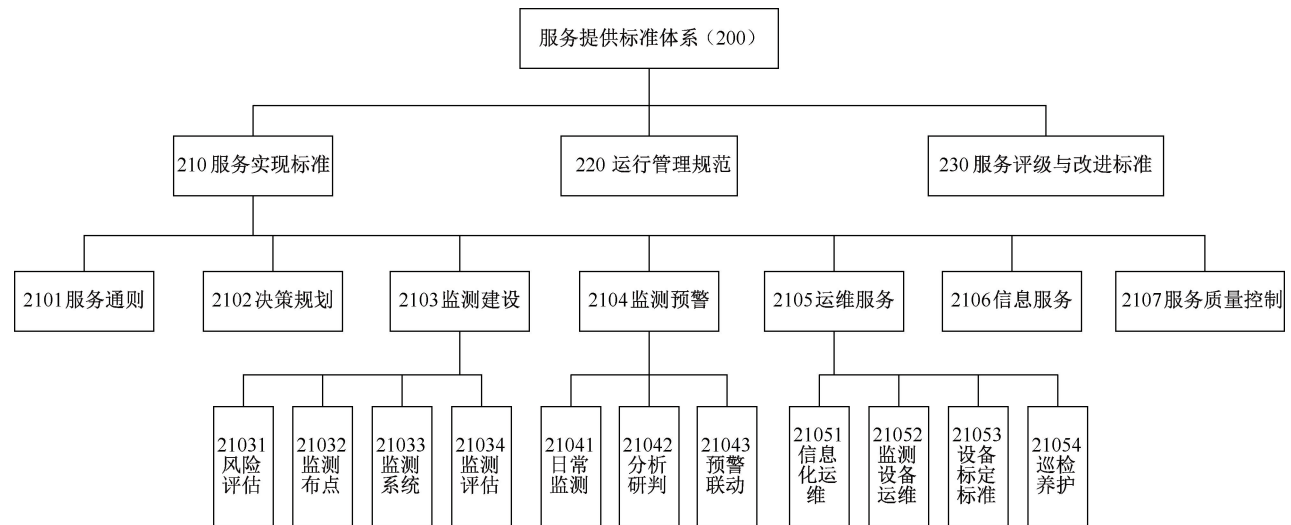 服务提供标准体系（200）
210服务实现标准
220 运行管理规范
230服务评级与改进标准
2101服务通则
2102决策规划
2103监测建设
2104监测预警
2105运维服务
2106信息服务
2107服务质量控制
21031
风险
评估
21032
监测
布点
21033
监测
系统
21034
监测
评估
21041
日常
监测
21042
分析
研判
21043
预警
联动
21051
信息
化运
维
21052
监测
设备
运维
21053
设备
标定
标准
21054
巡检
养护